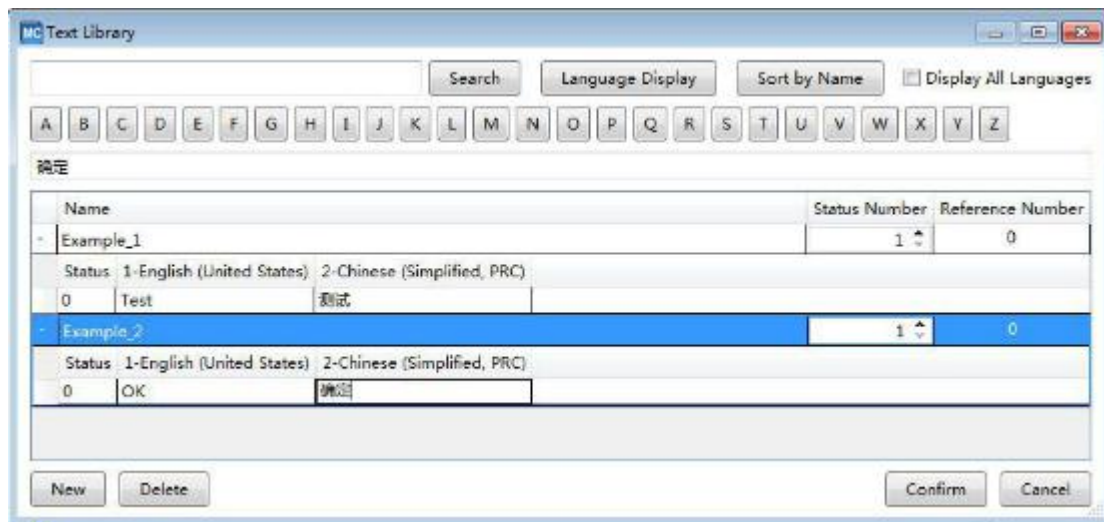 MC Text Library
Search Language Display Sort by Name Display All Languages
A B C D E F G H I J K L M N O P Q R S T U V W X Y Z
确定
Name Status Number Reference Number
- Example_1 1 0
Status 1-English (United States) 2-Chinese (Simplified, PRC)
0 Test 测试
- Example_2 1 0
Status 1-English (United States) 2-Chinese (Simplified, PRC)
0 OK 确定
New Delete Confirm Cancel